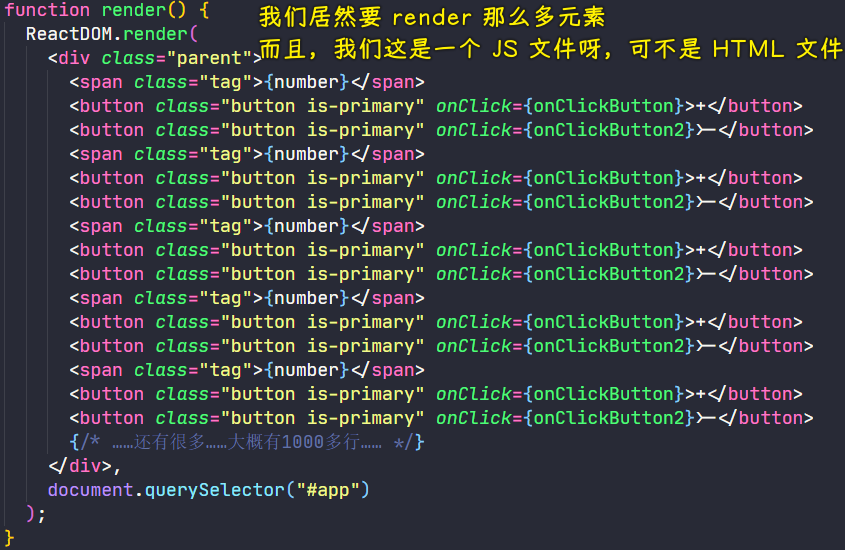 function render() {
我们居然要 render 那么多元素
ReactDOM.render(
而且，我们这是一个 JS 文件呀，可不是 HTML 文件
<div class="parent">
<span class="tag">{number}</span>
<button class="button is-primary" onClick={onClickButton}>+</button>
<button class="button is-primary" onClick={onClickButton2}>-</button>
<span class="tag">{number}</span>
<button class="button is-primary" onClick={onClickButton}>+</button>
<button class="button is-primary" onClick={onClickButton2}>-</button>
<span class="tag">{number}</span>
<button class="button is-primary" onClick={onClickButton}>+</button>
<button class="button is-primary" onClick={onClickButton2}>-</button>
<span class="tag">{number}</span>
<button class="button is-primary" onClick={onClickButton}>+</button>
<button class="button is-primary" onClick={onClickButton2}>-</button>
<span class="tag">{number}</span>
<button class="button is-primary" onClick={onClickButton}>+</button>
<button class="button is-primary" onClick={onClickButton2}>-</button>
{/* ……还有很多……大概有1000多行…… */}
</div>,
document.querySelector("#app")
);
}